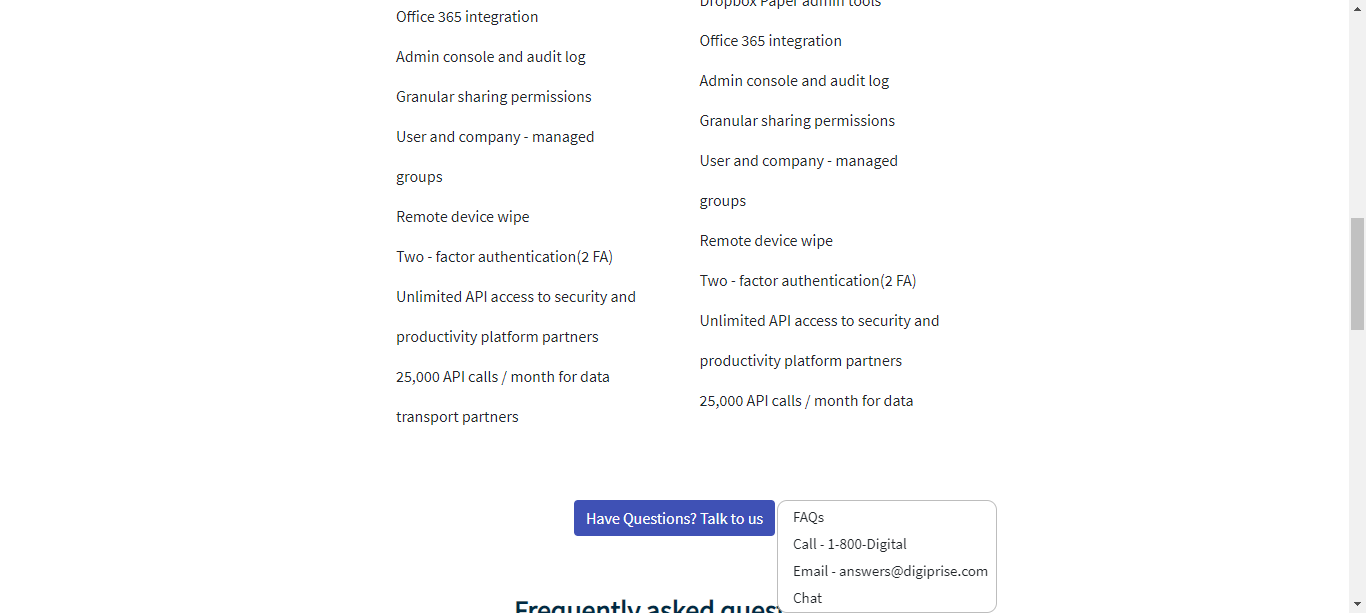 Office 365 integration
Admin console and audit log
Granular sharing permissions
User and company - managed
groups
Remote device wipe
Two - factor authentication(2 FA)
Unlimited API access to security and
productivity platform partners
25,000 API calls / month for data
transport partners
Dropbox Paper admin tools
Office 365 integration
Admin console and audit log
Granular sharing permissions
User and company - managed
groups
Remote device wipe
Two - factor authentication(2 FA)
Unlimited API access to security and
productivity platform partners
25,000 API calls / month for data
Have Questions? Talk to us
FAQs
Call - 1-800-Digital
Email - answers@digiprise.com
Chat
Frequently asked